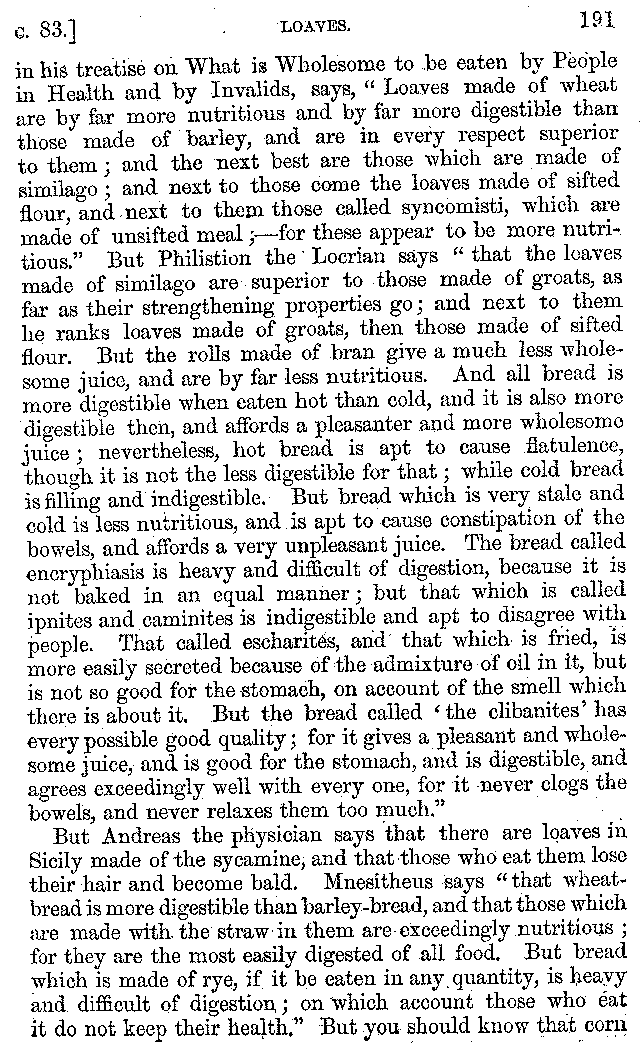 c. 83.] LOAVES. 191
in his treatise on What is Wholesome to be eaten by People
in Health and by Invalids, says, “ Loaves made of wheat
are by far more nutritious and by far more digestible than
those made of barley, and are in every respect superior
to them ; and the next best are those which are made of
similago ; and next to those come the loaves made of sifted
flour, and next to them those called syncomisti, which are
made of unsifted meal ;—for these appear to be more nutri-
tious.” But Philistion the Locrian says “ that the loaves
made of similago are superior to those made of groats, as
far as their strengthening properties go ; and next to them
he ranks loaves made of groats, then those made of sifted
flour. But the rolls made of bran give a much less whole-
some juice, and are by far less nutritious. And all bread is
more digestible when eaten hot than cold, and it is also more
digestible then, and affords a pleasanter and more wholesome
juice ; nevertheless, hot bread is apt to cause flatulence,
though it is not the less digestible for that ; while cold bread
is filling and indigestible. But bread which is very stale and
cold is less nutritious, and is apt to cause constipation of the
bowels, and affords a very unpleasant juice. The bread called
encryphiasis is heavy and difficult of digestion, because it is
not baked in an equal manner ; but that which is called
ipnites and caminites is indigestible and apt to disagree with
people. That called escharites, and that which is fried, is
more easily secreted because of the admixture of oil in it, but
is not so good for the stomach, on account of the smell which
there is about it. But the bread called ‘ the clibanites’ has
every possible good quality ; for it gives a pleasant and whole-
some juice, and is good for the stomach, and is digestible, and
agrees exceedingly well with every one, for it never clogs the
bowels, and never relaxes them too much.”
But Andreas the physician says that there are loaves in
Sicily made of the sycamine, and that those who eat them lose
their hair and become bald. Mnesitheus says “ that wheat-
bread is more digestible than barley-bread, and that those which
are made with the straw in them are exceedingly nutritious ;
for they are the most easily digested of all food. But bread
which is made of rye, if it be eaten in any quantity, is heavy
and difficult of digestion ; on which account those who eat
it do not keep their health.” But you should know that corn